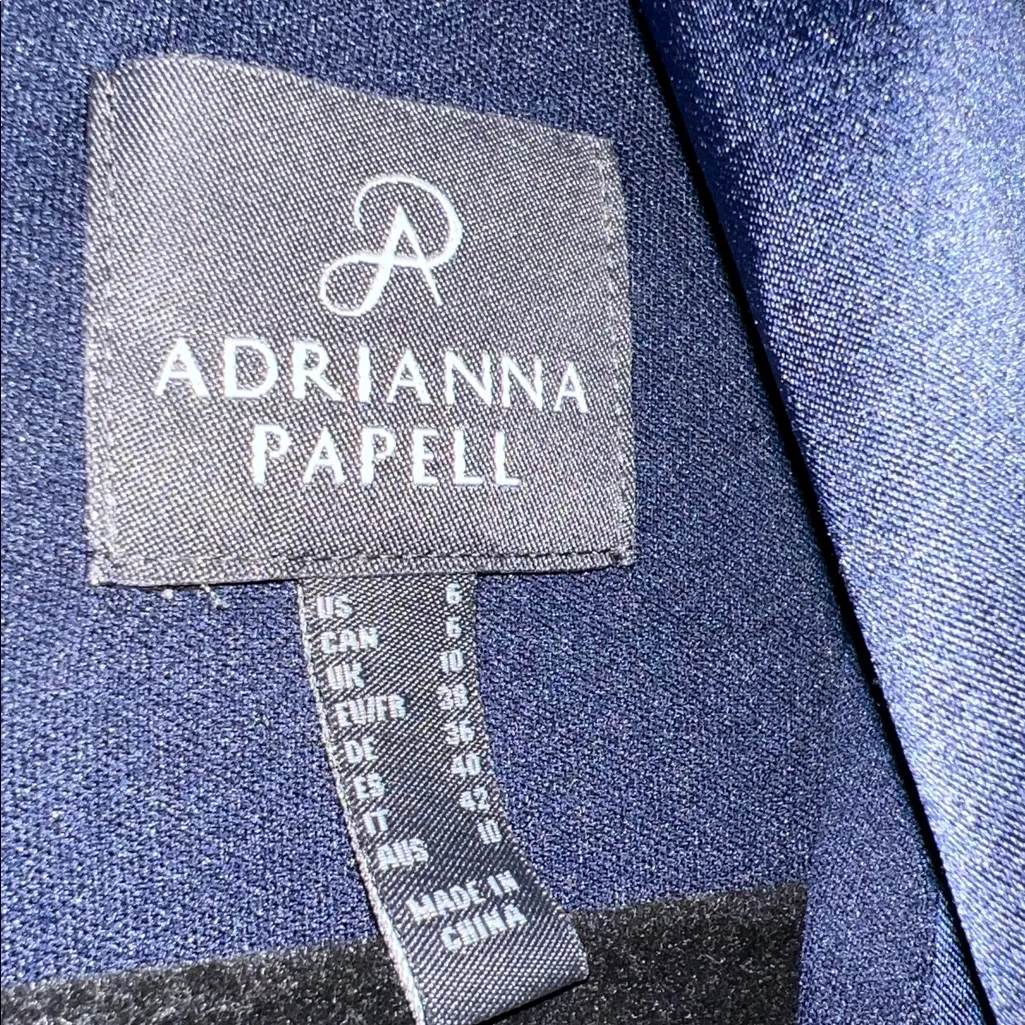 ADRIANNA
PAPELL
US 6
CAN 6
UK 10
EU/FR 38
DE 36
ES 40
IT 42
AUS 10
MADE IN
CHINA